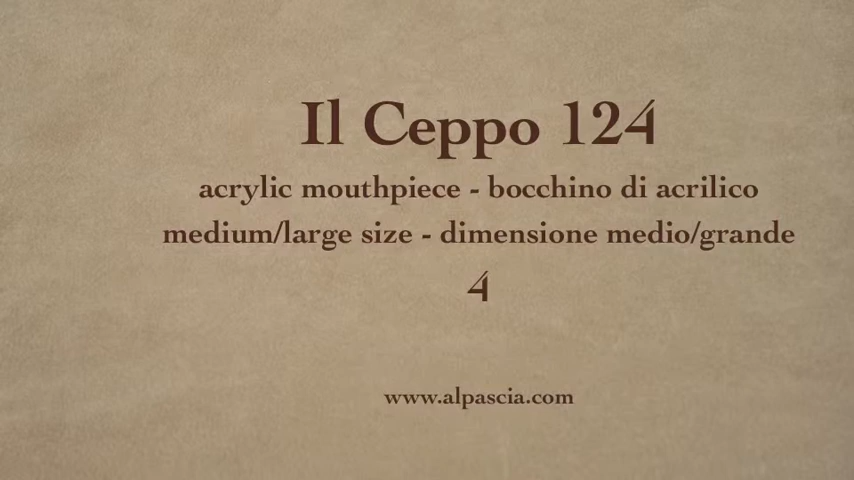 Il Ceppo 124
acrylic mouthpiece - bocchino di acrilico
medium/large size - dimensione medio/grande
4
www.alpascia.com